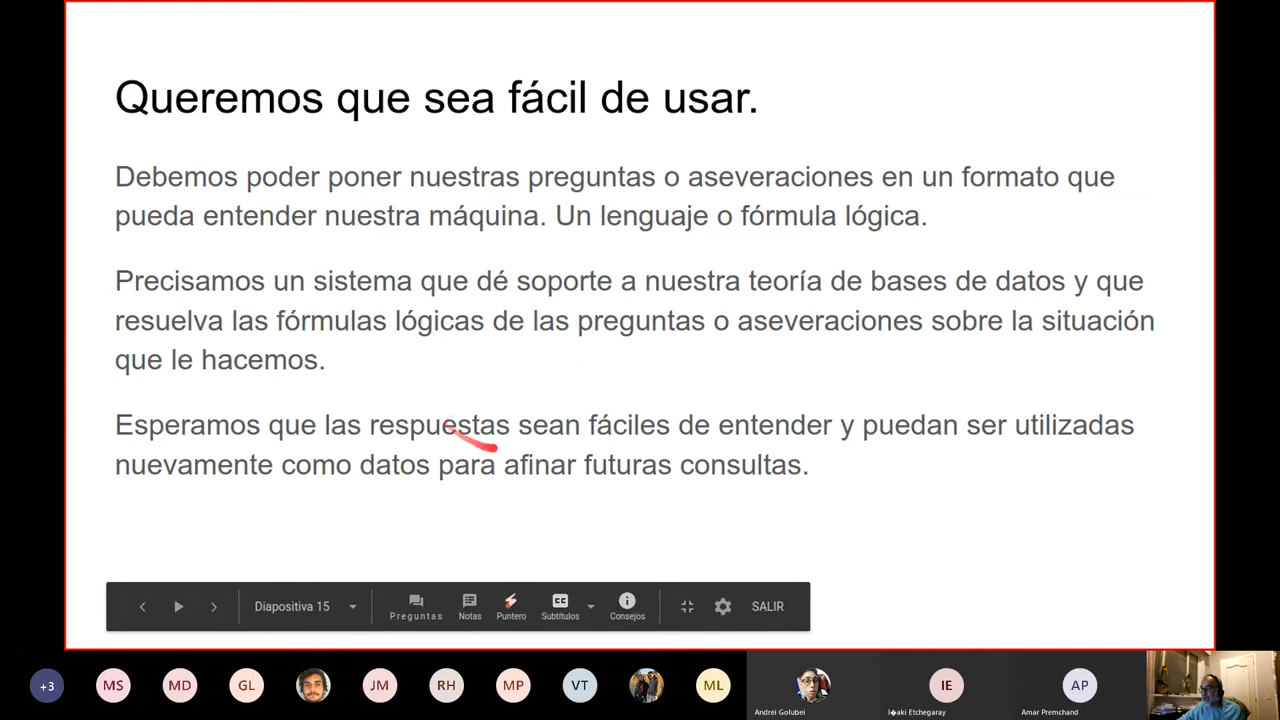 Queremos que sea fácil de usar.
Debemos poder poner nuestras preguntas o aseveraciones en un formato que
pueda entender nuestra máquina. Un lenguaje o fórmula lógica.
Precisamos un sistema que dé soporte a nuestra teoría de bases de datos y que
resuelva las fórmulas lógicas de las preguntas o aseveraciones sobre la situación
que le hacemos.
Esperamos que las respuestas sean fáciles de entender y puedan ser utilizadas
nuevamente como datos para afinar futuras consultas.
Diapositiva 15
Preguntas
Notas
Puntero
CC
Subtítulos
Consejos
SALIR
+3
MS
MD
GL
JM
RH
MP
VT
ML
IE
AP
Andrei Golubei
I�aki Etchegaray
Amar Premchand